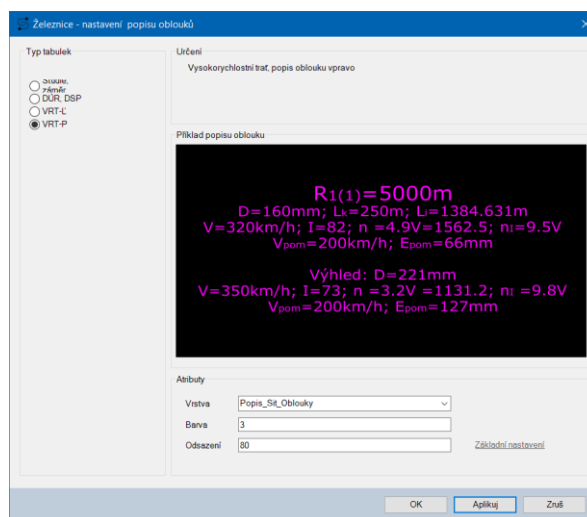 Železnice - nastavení popisu oblouků
Typ tabulek
Studie,
záměr
DÚR, DSP
VRT-L
VRT-P
Určení
Vysokorychlostní trať, popis oblouku vpravo
Příklad popisu oblouku
R1(1)=5000m
D=160mm; Lk=250m; Li=1384.631m
V=320km/h; I=82; n =4.9V=1562.5; nI=9.5V
Vpom=200km/h; Epom=66mm
Výhled: D=221mm
V=350km/h; I=73; n =3.2V =1131.2; nI =9.8V
Vpom=200km/h; Epom=127mm
Atributy
Vrstva
Popis_Sit_Oblouky
Barva
3
Odsazení
80
Základní nastavení
OK
Aplikuj
Zruš